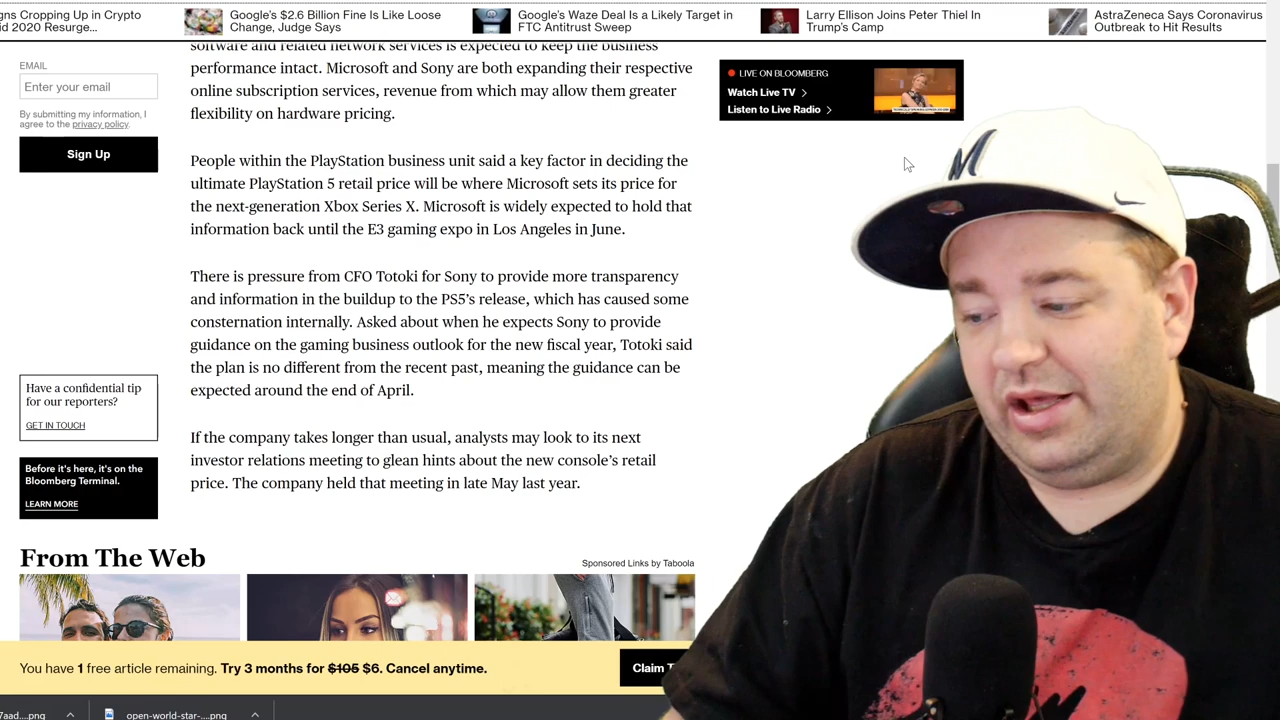 gns Cropping Up in Crypto
id 2020 Resurge...
Google's $2.6 Billion Fine Is Like Loose
Change, Judge Says
Google's Waze Deal Is a Likely Target in
FTC Antitrust Sweep
Larry Ellison Joins Peter Thiel In
Trump's Camp
AstraZeneca Says Coronavirus
Outbreak to Hit Results
EMAIL
Enter your email
By submitting my information, I
agree to the privacy policy.
Sign Up
software and related network services is expected to keep the business
performance intact. Microsoft and Sony are both expanding their respective
online subscription services, revenue from which may allow them greater
flexibility on hardware pricing.
People within the PlayStation business unit said a key factor in deciding the
ultimate PlayStation 5 retail price will be where Microsoft sets its price for
the next-generation Xbox Series X. Microsoft is widely expected to hold that
information back until the E3 gaming expo in Los Angeles in June.
There is pressure from CFO Totoki for Sony to provide more transparency
and information in the buildup to the PS5's release, which has caused some
consternation internally. Asked about when he expects Sony to provide
guidance on the gaming business outlook for the new fiscal year, Totoki said
the plan is no different from the recent past, meaning the guidance can be
expected around the end of April.
If the company takes longer than usual, analysts may look to its next
investor relations meeting to glean hints about the new console's retail
price. The company held that meeting in late May last year.
LIVE ON BLOOMBERG
Watch Live TV >
Listen to Live Radio >
M
Have a confidential tip
for our reporters?
GET IN TOUCH
Before it's here, it's on the
Bloomberg Terminal.
LEARN MORE
From The Web
Sponsored Links by Taboola
You have 1 free article remaining. Try 3 months for $105 $6. Cancel anytime.
Claim T
7aad....png
open-world-star-....png